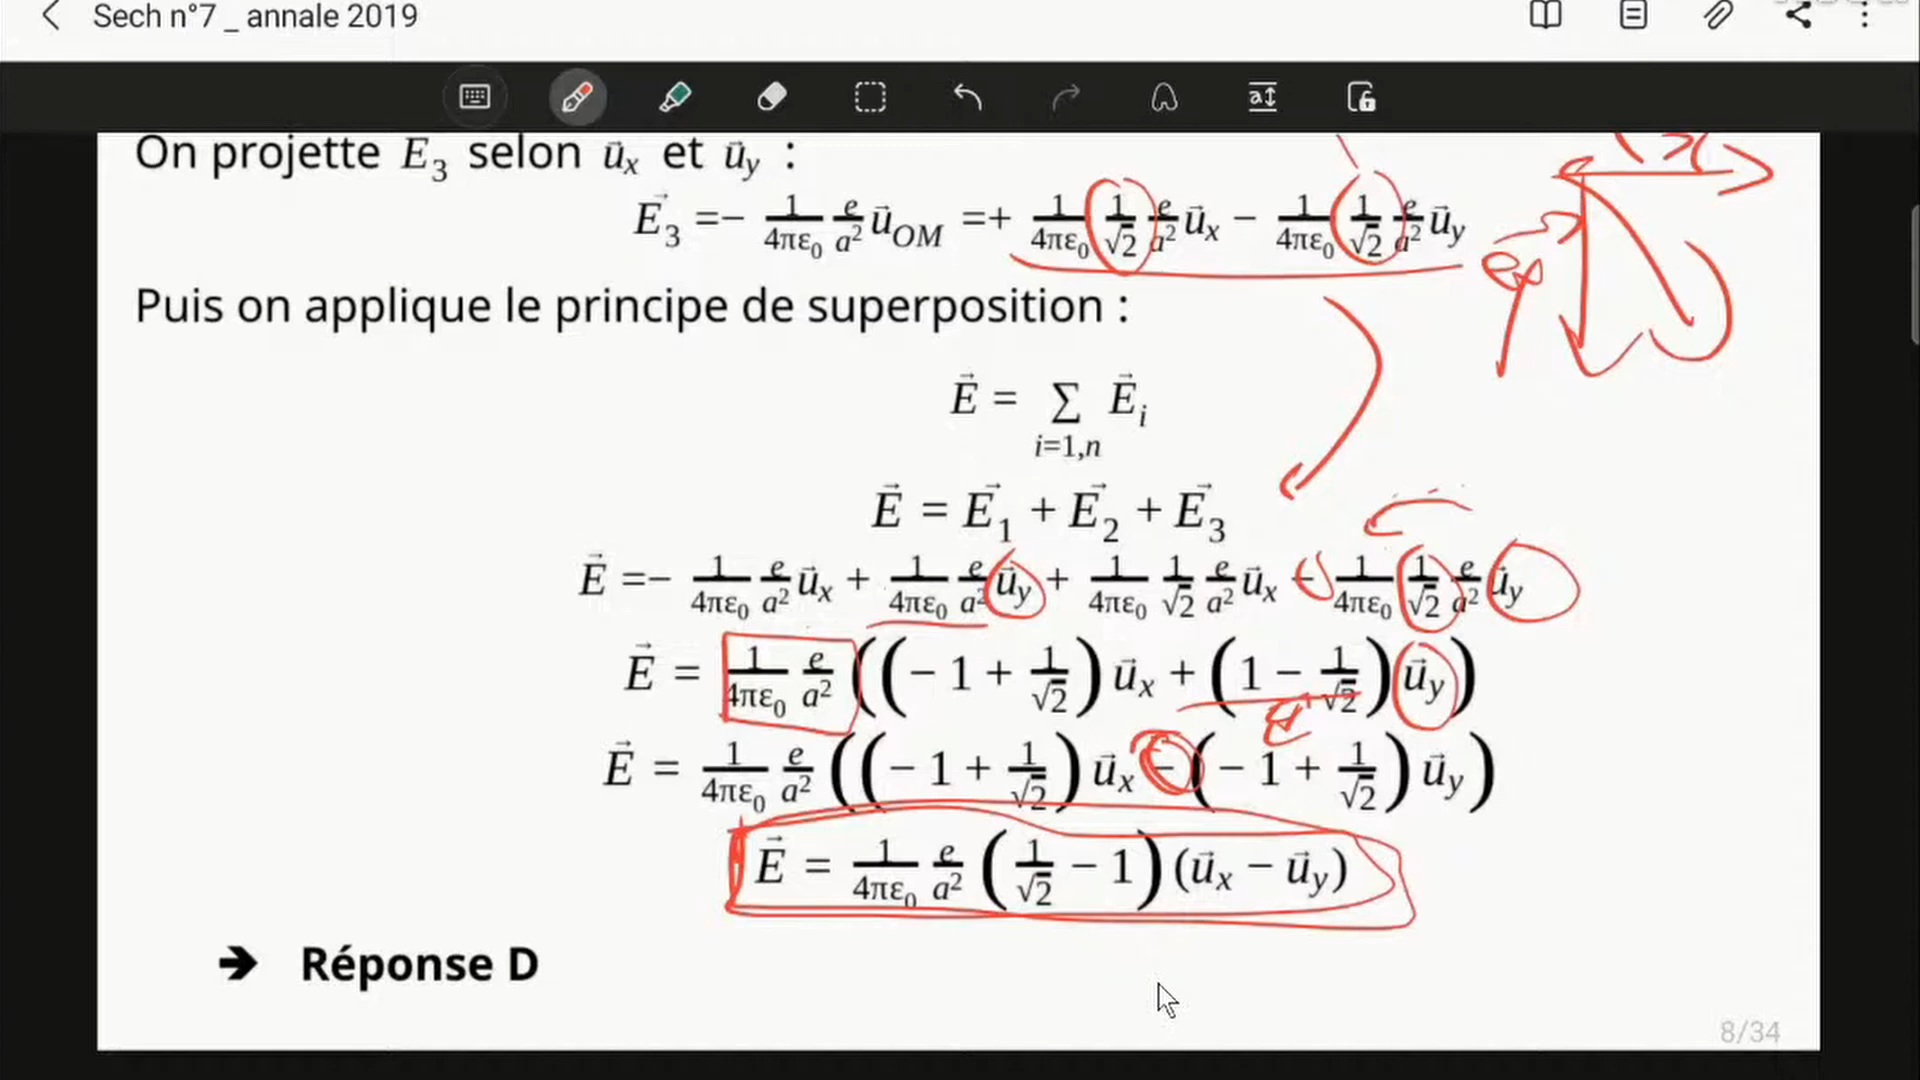 Sech n°7 _ annale 2019
On projette E₃ selon u⃗ₓ et u⃗ᵧ :
E⃗₃ =− 1/4πε₀ e/a² u⃗_OM =+ 1/4πε₀ 1/√2 e/a² u⃗ₓ − 1/4πε₀ 1/√2 e/a² u⃗ᵧ
Puis on applique le principe de superposition :
E⃗ = ∑ E⃗ᵢ
i=1,n
E⃗ = E⃗₁ + E⃗₂ + E⃗₃
E⃗ =− 1/4πε₀ e/a² u⃗ₓ + 1/4πε₀ e/a² u⃗ᵧ + 1/4πε₀ 1/√2 e/a² u⃗ₓ − 1/4πε₀ 1/√2 e/a² u⃗ᵧ
E⃗ = 1/4πε₀ e/a² ((− 1 + 1/√2) u⃗ₓ + (1 − 1/√2) u⃗ᵧ)
E⃗ = 1/4πε₀ e/a² ((− 1 + 1/√2) u⃗ₓ − (− 1 + 1/√2) u⃗ᵧ)
E⃗ = 1/4πε₀ e/a² (1/√2 − 1) (u⃗ₓ − u⃗ᵧ)
➔ Réponse D
8/34